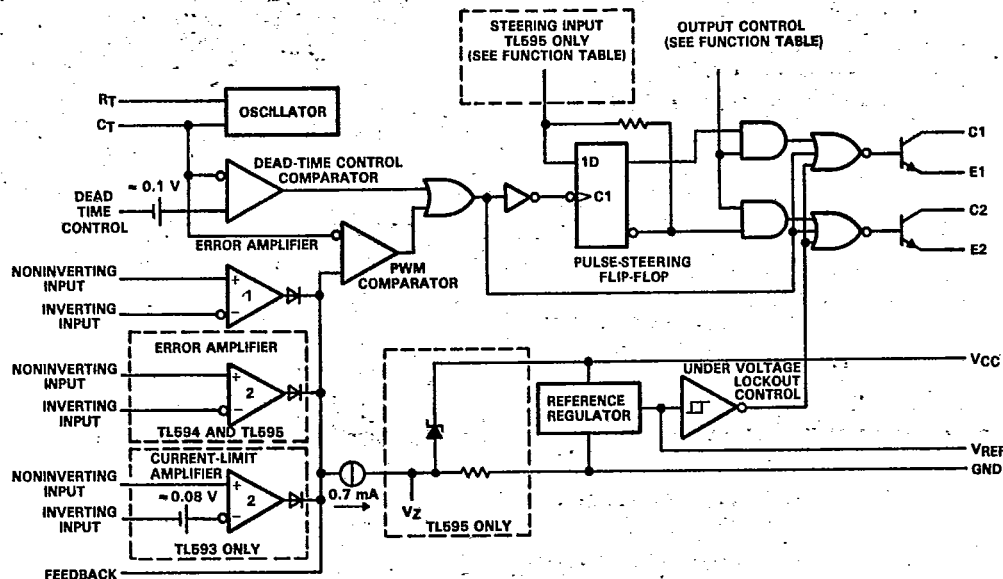 STEERING INPUT
TL595 ONLY
(SEE FUNCTION TABLE)
OUTPUT CONTROL
(SEE FUNCTION TABLE)
RT
CT
OSCILLATOR
DEAD-TIME CONTROL
COMPARATOR
≈ 0.1 V
DEAD
TIME
CONTROL
1D
C1
PULSE-STEERING
FLIP-FLOP
C1
E1
C2
E2
ERROR AMPLIFIER
PWM
COMPARATOR
NONINVERTING
INPUT
INVERTING
INPUT
+
−
1
ERROR AMPLIFIER
NONINVERTING
INPUT
INVERTING
INPUT
+
−
2
TL594 AND TL595
CURRENT-LIMIT
AMPLIFIER
NONINVERTING
INPUT
INVERTING
INPUT
≈0.08 V
+
−
2
TL593 ONLY
FEEDBACK
0.7 mA
VZ
TL595 ONLY
REFERENCE
REGULATOR
UNDER VOLTAGE
LOCKOUT
CONTROL
VCC
VREF
GND